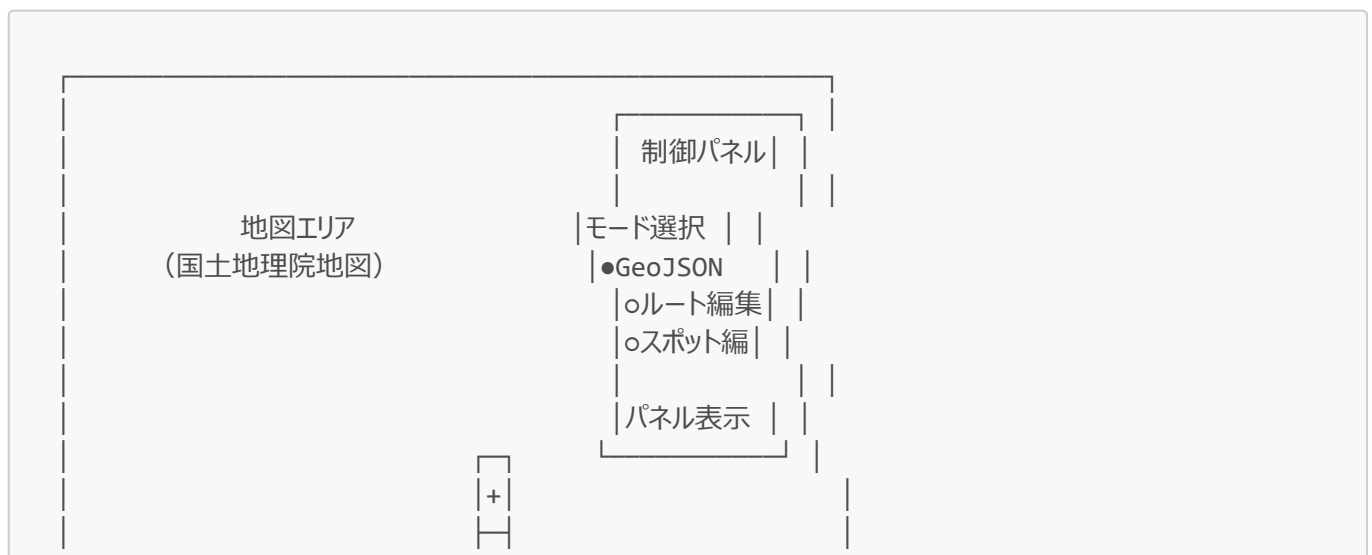 制御パネル
地図エリア
モード選択
（国土地理院地図）
●GeoJSON
○ルート編集
○スポット編
パネル表示
+